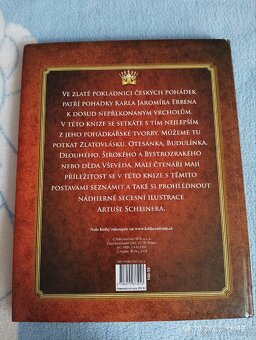 Ve zlaté pokladnici českých pohádek
patří pohádky Karla Jaromíra Erbena
k dosud nepřekonaným vrcholům.
V této knize se setkáte s tím nejlepším
z jeho pohádkářské tvorby. Můžeme tu
potkat Zlatovlásku, Otesánka, Budulínka,
Dlouhého, Širokého a Bystrozrakého
nebo děda Vševěda. Malí čtenáři mají
příležitost se v této knize s těmito
postavami seznámit a také si prohlédnout
nádherné secesní ilustrace
Artuše Scheinera.